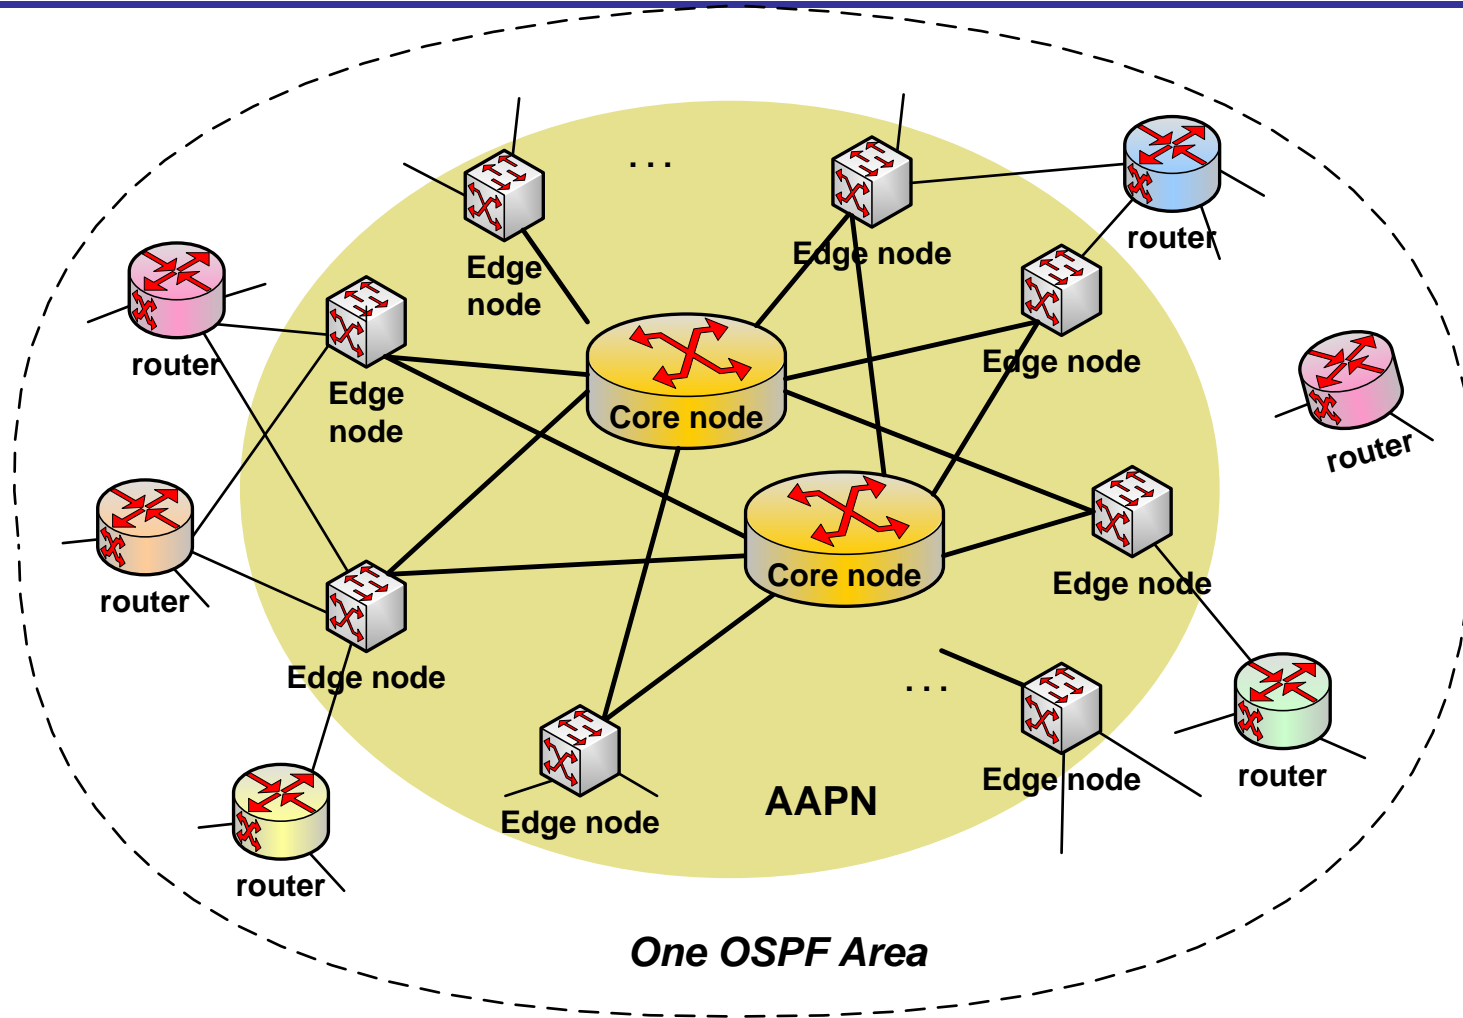 . . .
router
Edge node
Edge
node
router
Edge node
Edge
node
Core node
router
Core node
Edge node
router
Edge node
. . .
router
Edge node
AAPN
Edge node
router
One OSPF Area